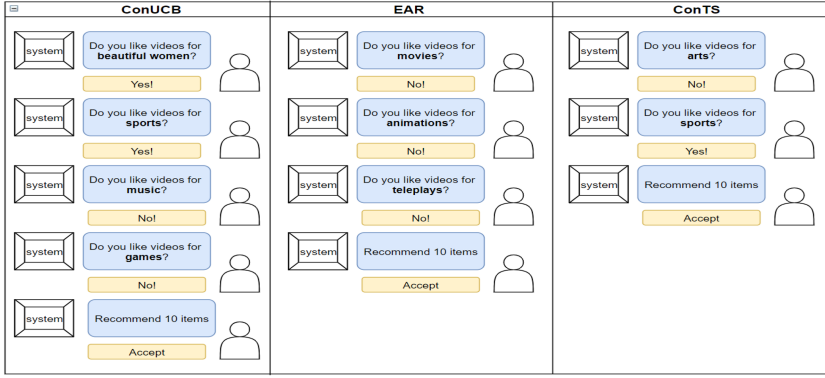 ConUCB
system
Do you like videos for
beautiful women?
Yes!
system
Do you like videos for
sports?
Yes!
system
Do you like videos for
music?
No!
system
Do you like videos for
games?
No!
system
Recommend 10 items
Accept
EAR
system
Do you like videos for
movies?
No!
system
Do you like videos for
animations?
No!
system
Do you like videos for
teleplays?
No!
system
Recommend 10 items
Accept
ConTS
system
Do you like videos for
arts?
No!
system
Do you like videos for
sports?
Yes!
system
Recommend 10 items
Accept